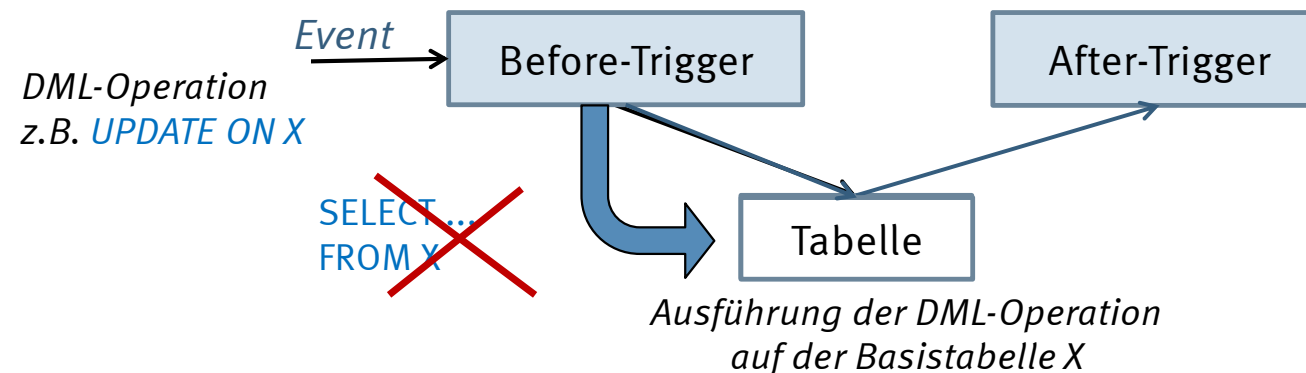 Event
Before-Trigger
After-Trigger
DML-Operation
z.B. UPDATE ON X
SELECT ...
FROM X
Tabelle
Ausführung der DML-Operation
auf der Basistabelle X